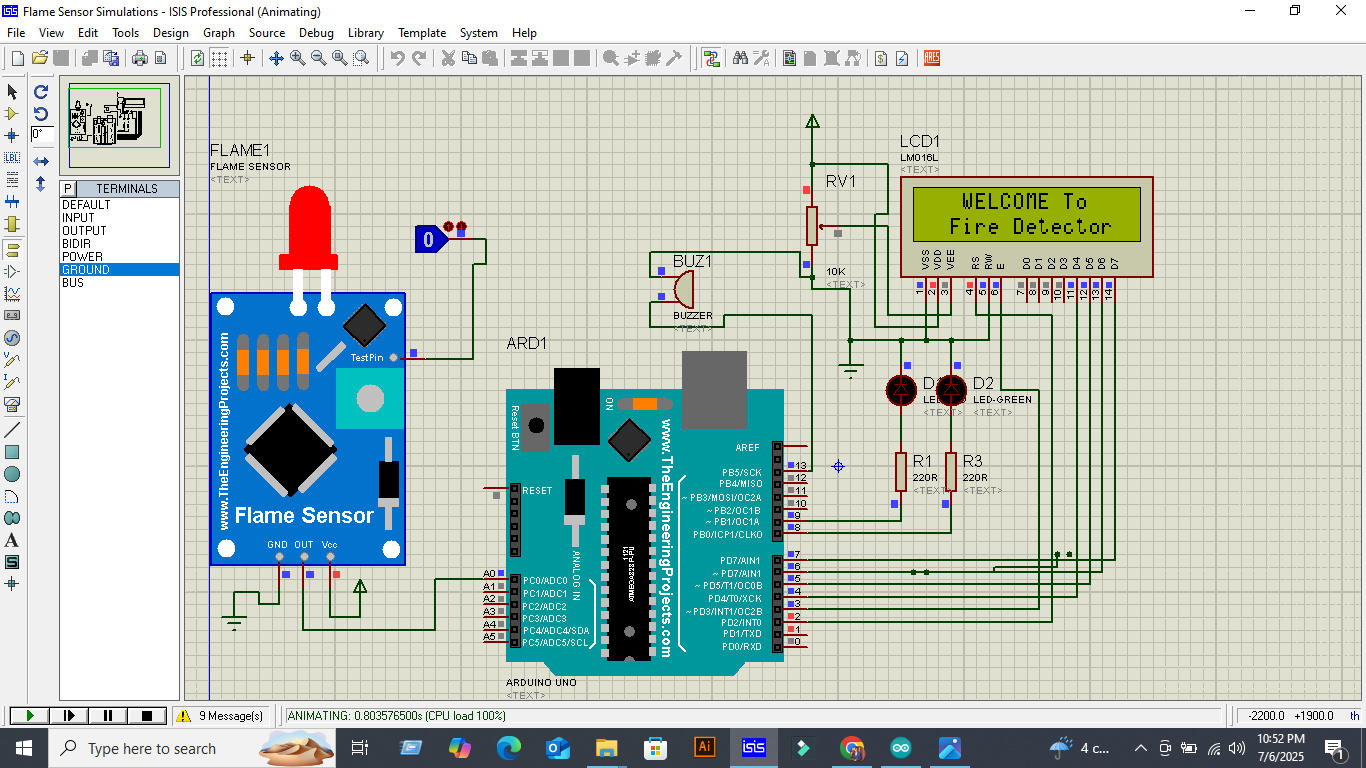 Flame Sensor Simulations - ISIS Professional (Animating)
File View Edit Tools Design Graph Source Debug Library Template System Help
0°
P TERMINALS
DEFAULT
INPUT
OUTPUT
BIDIR
POWER
GROUND
BUS
LBL
ARES
FLAME1
FLAME SENSOR
<TEXT>
0
www.TheEngineeringProjects.com
TestPin
Flame Sensor
GND OUT Vcc
BUZ1
BUZZER
<TEXT>
RV1
10K
<TEXT>
LCD1
LM016L
<TEXT>
WELCOME To
Fire Detector
VSS VDD VEE RS RW E D0 D1 D2 D3 D4 D5 D6 D7
1 2 3 4 5 6 7 8 9 10 11 12 13 14
D2
LED-GREEN
<TEXT>
<TEXT>
R1
220R
<TEXT>
R3
220R
<TEXT>
ARD1
Reset BTN
ON
www.TheEngineeringProjects.com
RESET
ANALOG IN
1121
A0 PC0/ADC0
A1 PC1/ADC1
A2 PC2/ADC2
A3 PC3/ADC3
A4 PC4/ADC4/SDA
A5 PC5/ADC5/SCL
AREF
PB5/SCK 13
PB4/MISO 12
~ PB3/MOSI/OC2A 11
~ PB2/OC1B 10
~ PB1/OC1A 9
PB0/ICP1/CLKO 8
PD7/AIN1 7
~ PD7/AIN1 6
~ PD5/T1/OC0B 5
PD4/T0/XCK 4
~ PD3/INT1/OC2B 3
PD2/INT0 2
PD1/TXD 1
PD0/RXD 0
ARDUINO UNO
<TEXT>
9 Message(s)
ANIMATING: 0.803576500s (CPU load 100%)
-2200.0 +1900.0 th
Type here to search
Ai
isis
4 c...
10:52 PM
7/6/2025
1